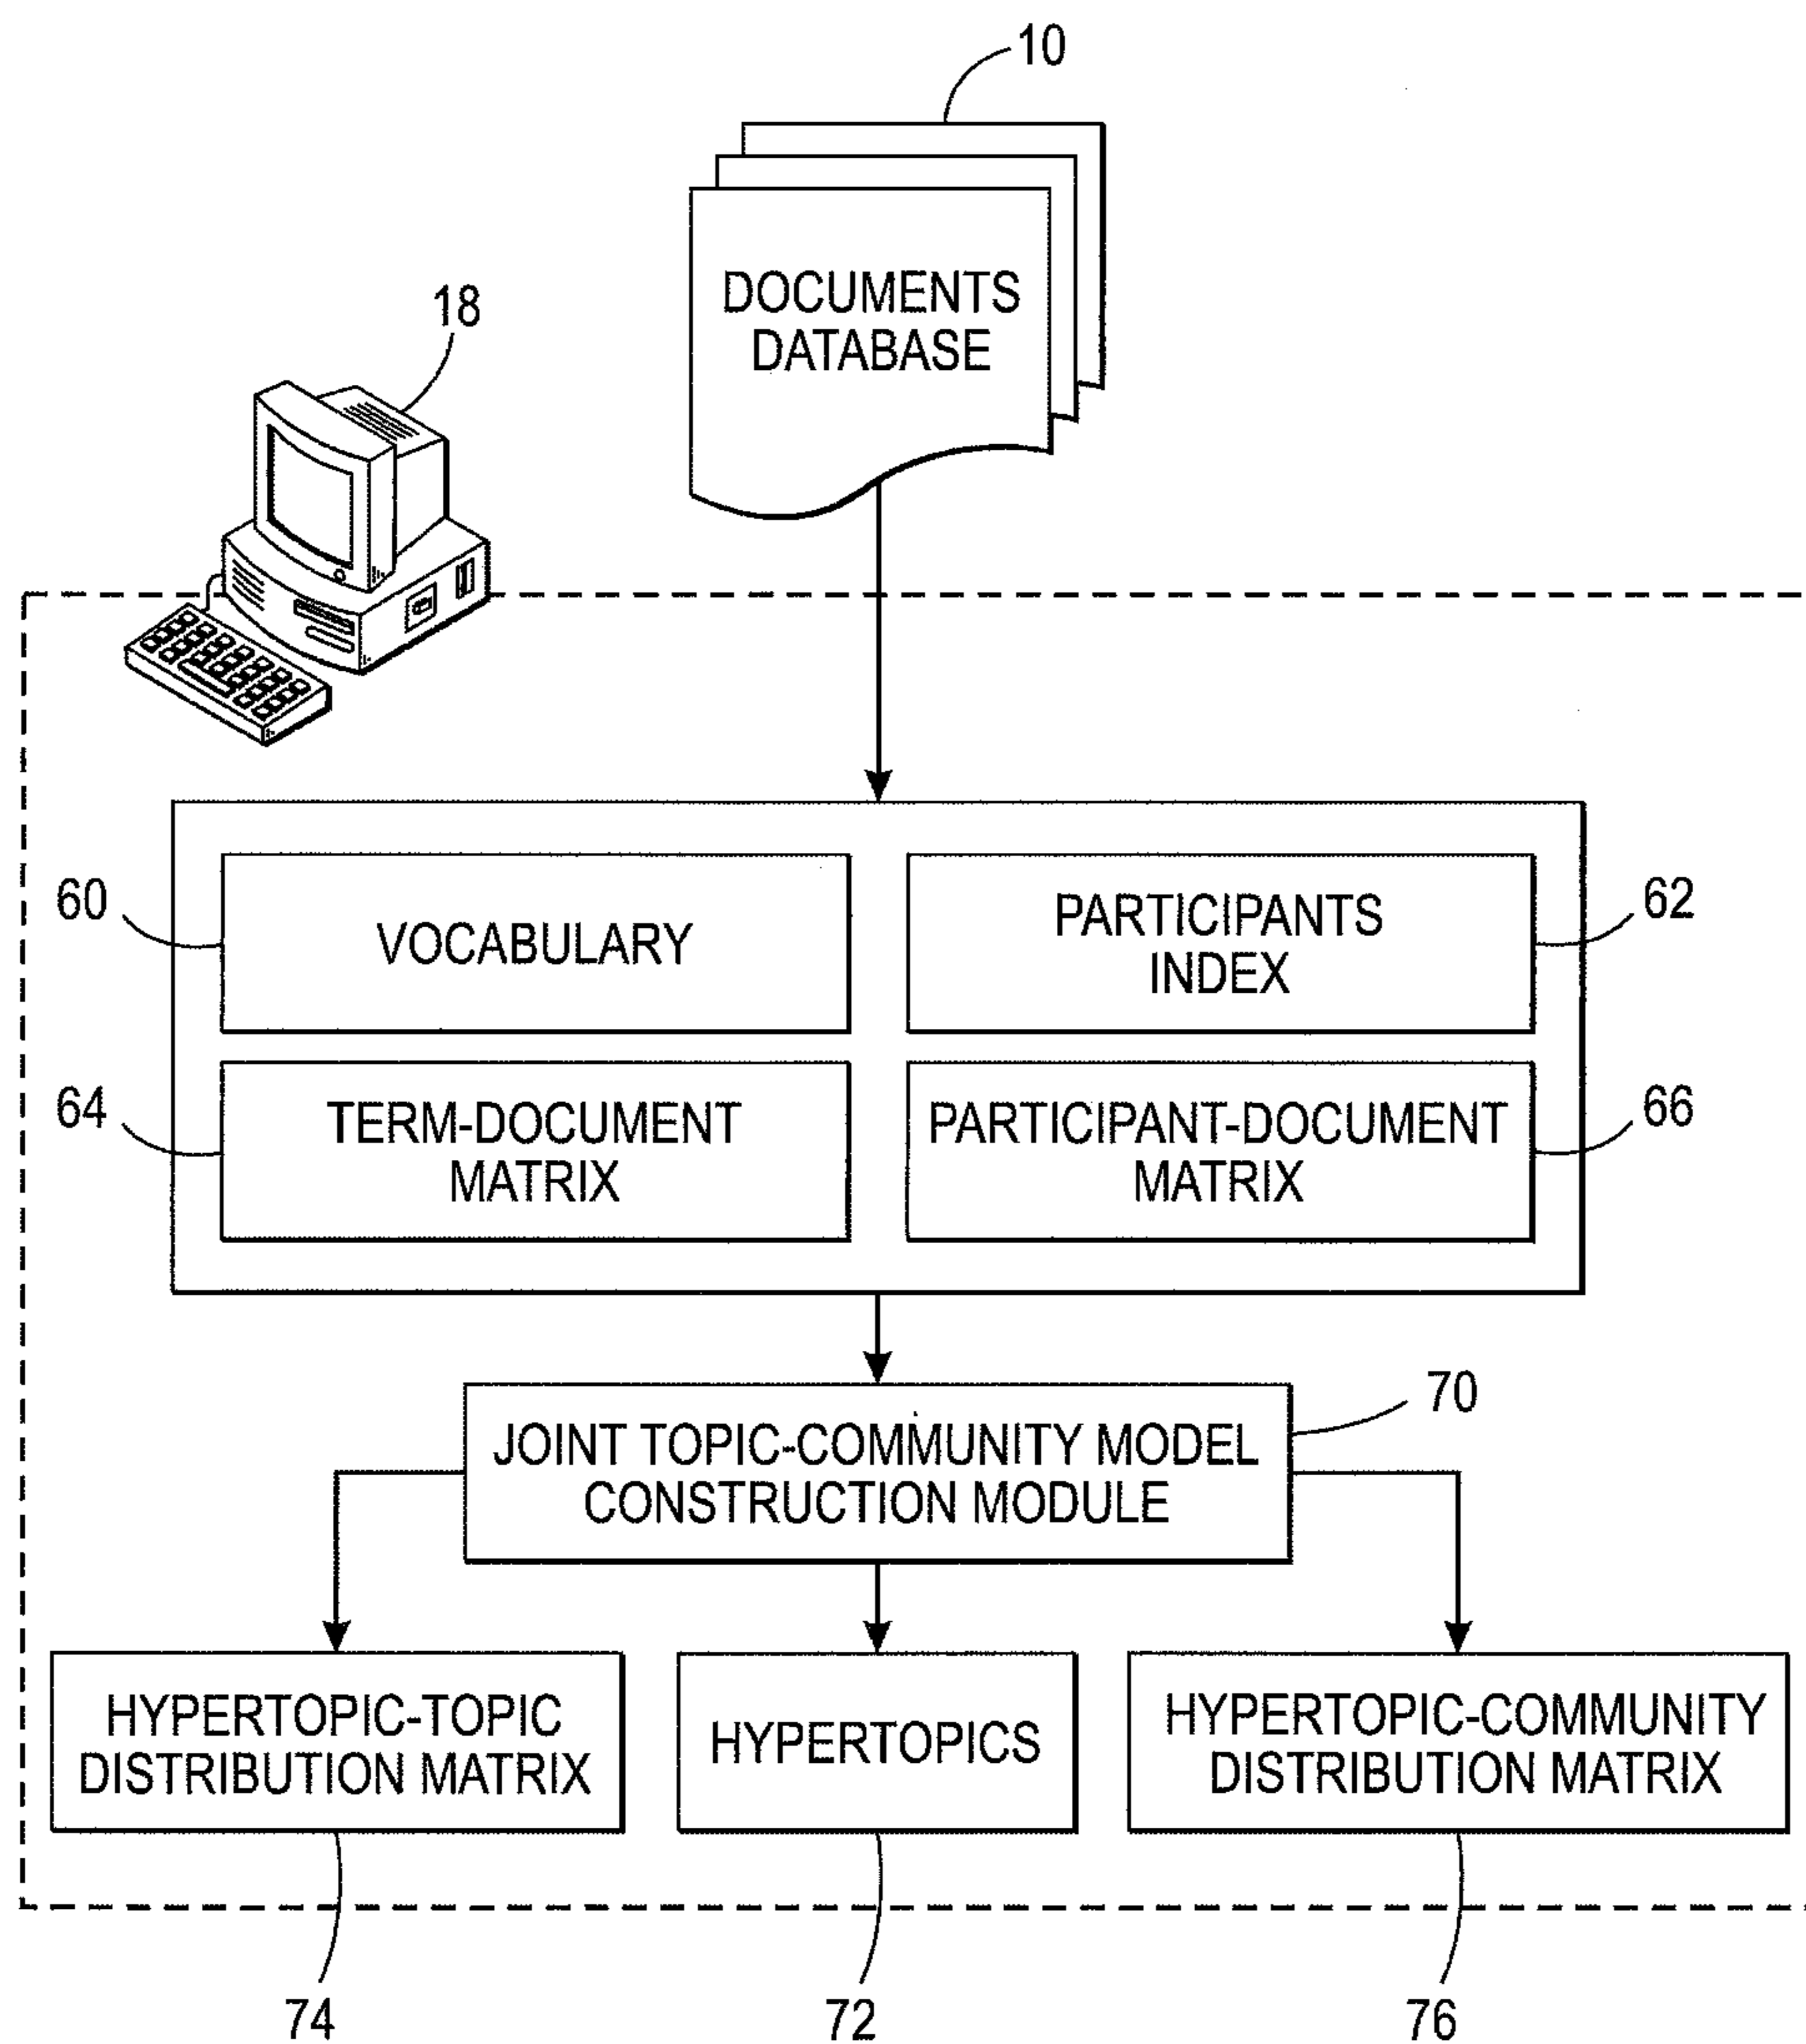 10
DOCUMENTS
DATABASE
18
60
VOCABULARY
PARTICIPANTS
INDEX
62
64
TERM-DOCUMENT
MATRIX
PARTICIPANT-DOCUMENT
MATRIX
66
70
JOINT TOPIC-COMMUNITY MODEL
CONSTRUCTION MODULE
HYPERTOPIC-TOPIC
DISTRIBUTION MATRIX
HYPERTOPICS
HYPERTOPIC-COMMUNITY
DISTRIBUTION MATRIX
74
72
76